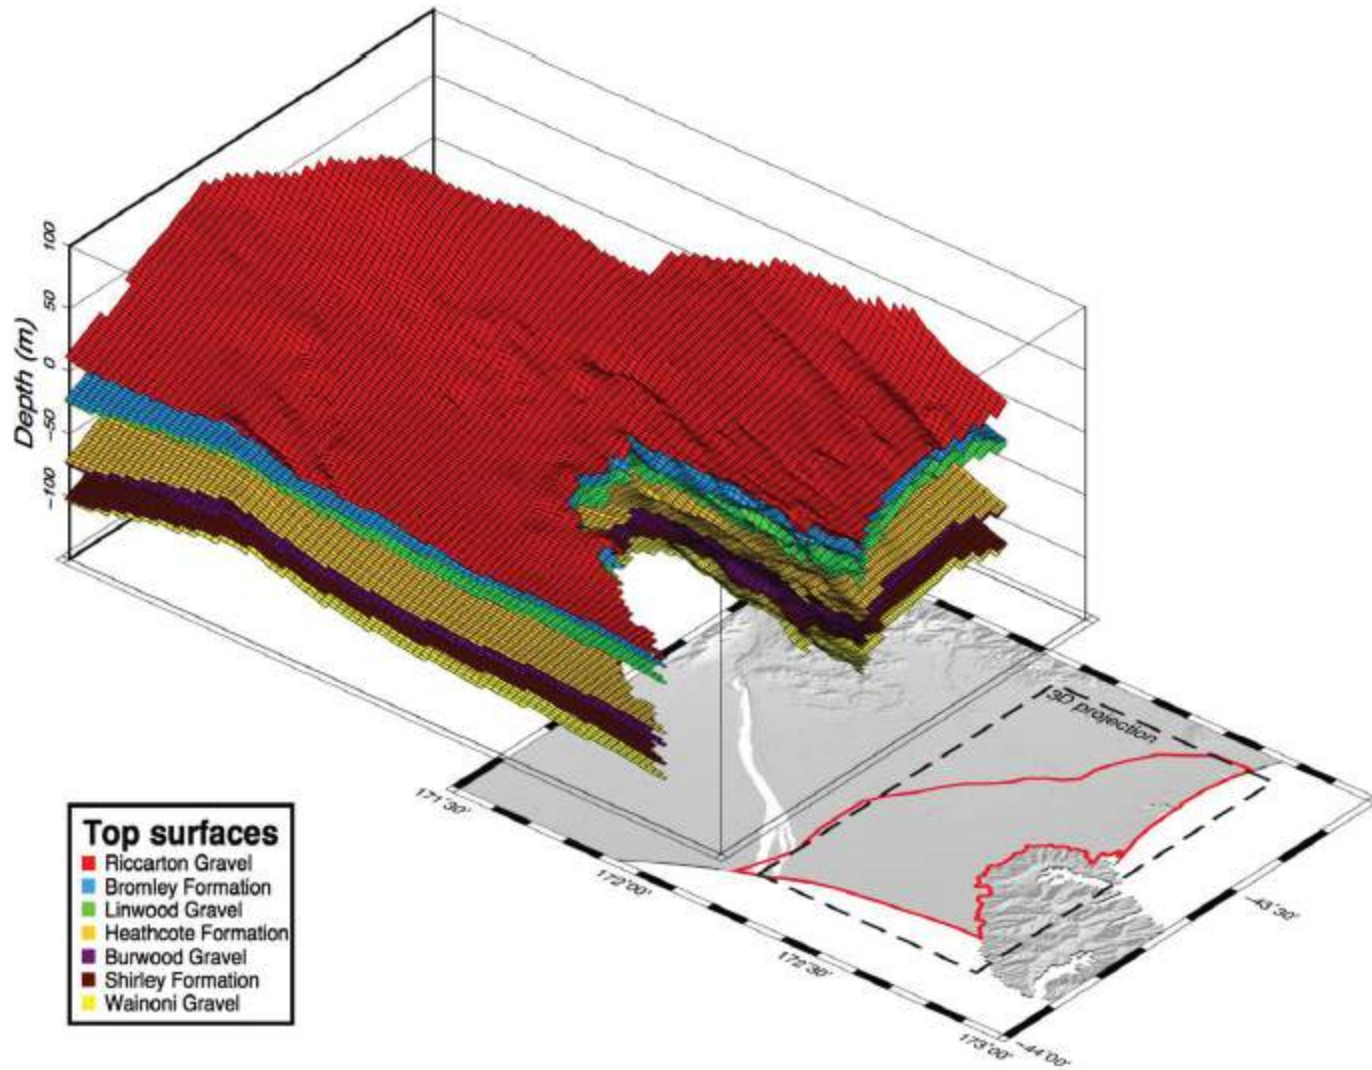 100
50
0
-50
-100
Depth (m)
3D projection
171˚30'
172˚00'
172˚30'
173˚00'
-43˚30'
-44˚00'
Top surfaces
Riccarton Gravel
Bromley Formation
Linwood Gravel
Heathcote Formation
Burwood Gravel
Shirley Formation
Wainoni Gravel